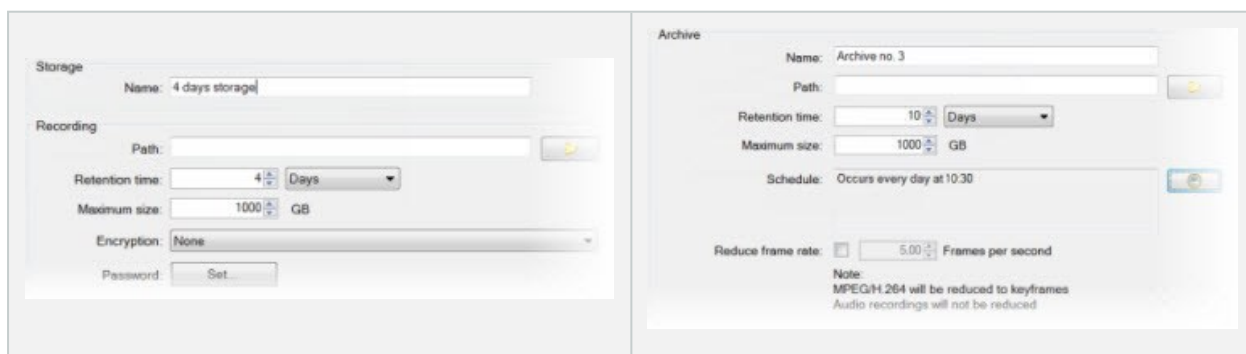 Storage
Name: 4 days storage
Recording
Path:
Retention time: 4 Days
Maximum size: 1000 GB
Encryption: None
Password: Set...
Archive
Name: Archive no. 3
Path:
Retention time: 10 Days
Maximum size: 1000 GB
Schedule: Occurs every day at 10:30
Reduce frame rate: 5.00 Frames per second
Note:
MPEG/H.264 will be reduced to keyframes
Audio recordings will not be reduced